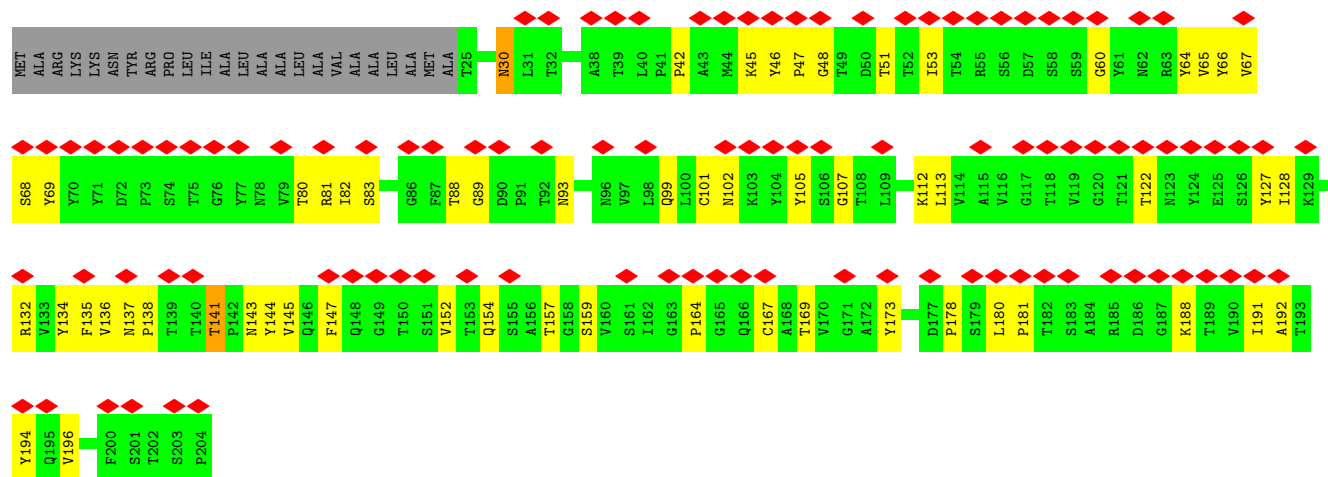 MET ALA ARG LYS LYS ASN TYR ARG PRO LEU ILE ALA LEU ALA ALA LEU ALA VAL ALA ALA LEU ALA MET ALA T25 N30 L31 T32 A38 T39 L40 P41 P42 A43 M44 K45 Y46 P47 G48 T49 D50 T51 T52 I53 T54 R55 S56 D57 S58 S59 G60 Y61 N62 R63 Y64 V65 Y66 V67
S68 Y69 Y70 Y71 D72 P73 S74 T75 G76 Y77 N78 V79 T80 R81 I82 S83 G86 F87 T88 G89 D90 P91 T92 N93 N96 V97 L98 Q99 L100 C101 N102 K103 Y104 Y105 S106 G107 T108 L109 K112 L113 V114 A115 V116 G117 T118 V119 G120 T121 T122 N123 Y124 E125 S126 Y127 I128 K129
R132 V133 Y134 F135 V136 N137 P138 T139 T140 T141 P142 N143 Y144 V145 Q146 F147 Q148 G149 T150 S151 V152 T153 Q154 S155 A156 T157 G158 S159 V160 S161 I162 G163 P164 G165 Q166 C167 A168 T169 V170 G171 A172 Y173 D177 P178 S179 L180 P181 T182 S183 A184 R185 D186 G187 K188 T189 V190 I191 A192 T193
Y194 Q195 V196 F200 S201 T202 S203 P204